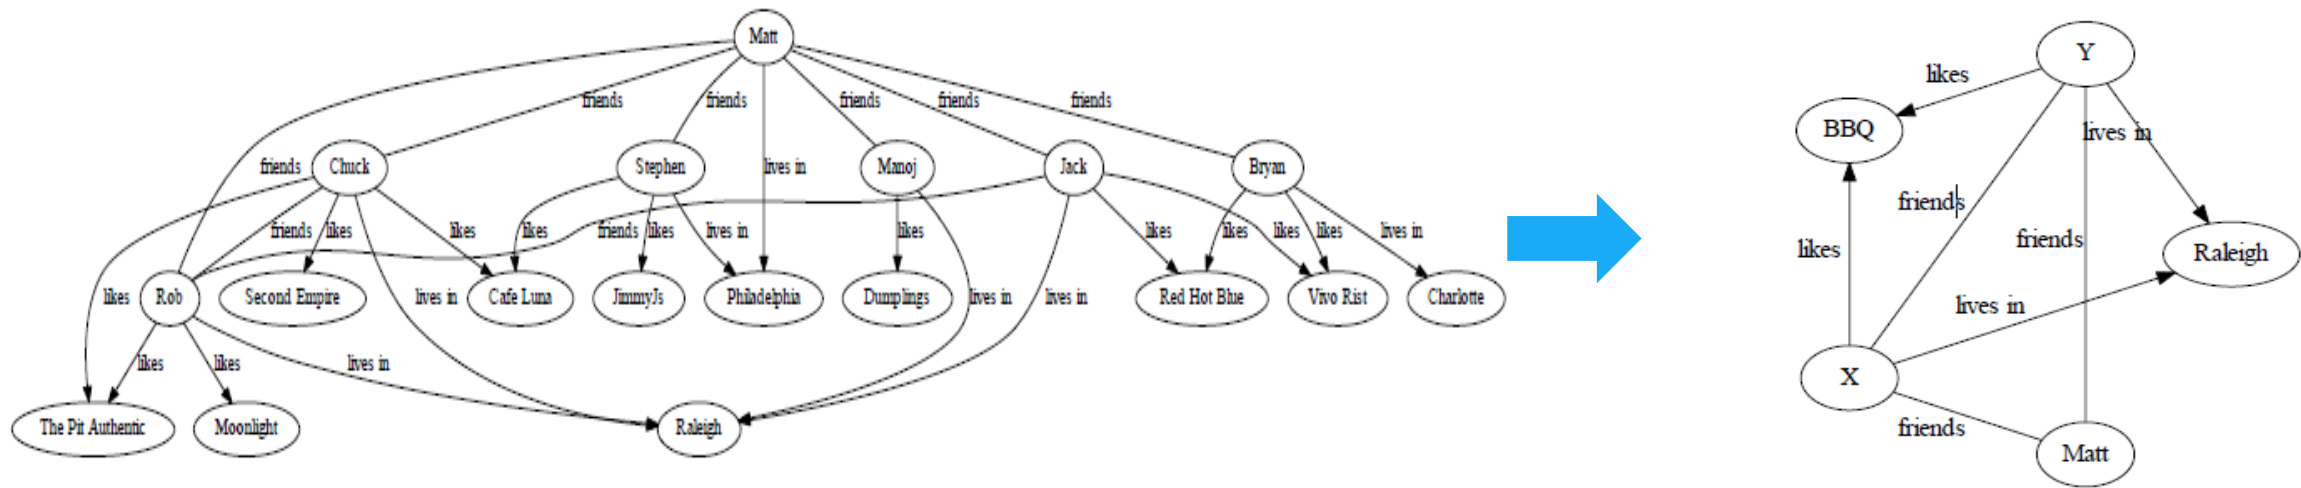 Matt
friends
friends
friends
friends
friends
friends
Chuck
Stephen
lives in
Manoj
Jack
Bryan
friends
likes
likes
likes
likes
lives in
friends
likes
likes
likes
likes
likes
lives in
likes
Rob
Second Empire
lives in
Cafe Luna
JimmyJs
Philadelphia
Dumplings
lives in
lives in
Red Hot Blue
Vivo Rist
Charlotte
likes
likes
lives in
The Pit Authentic
Moonlight
Raleigh
Y
likes
BBQ
lives in
friends
friends
likes
Raleigh
lives in
X
friends
Matt